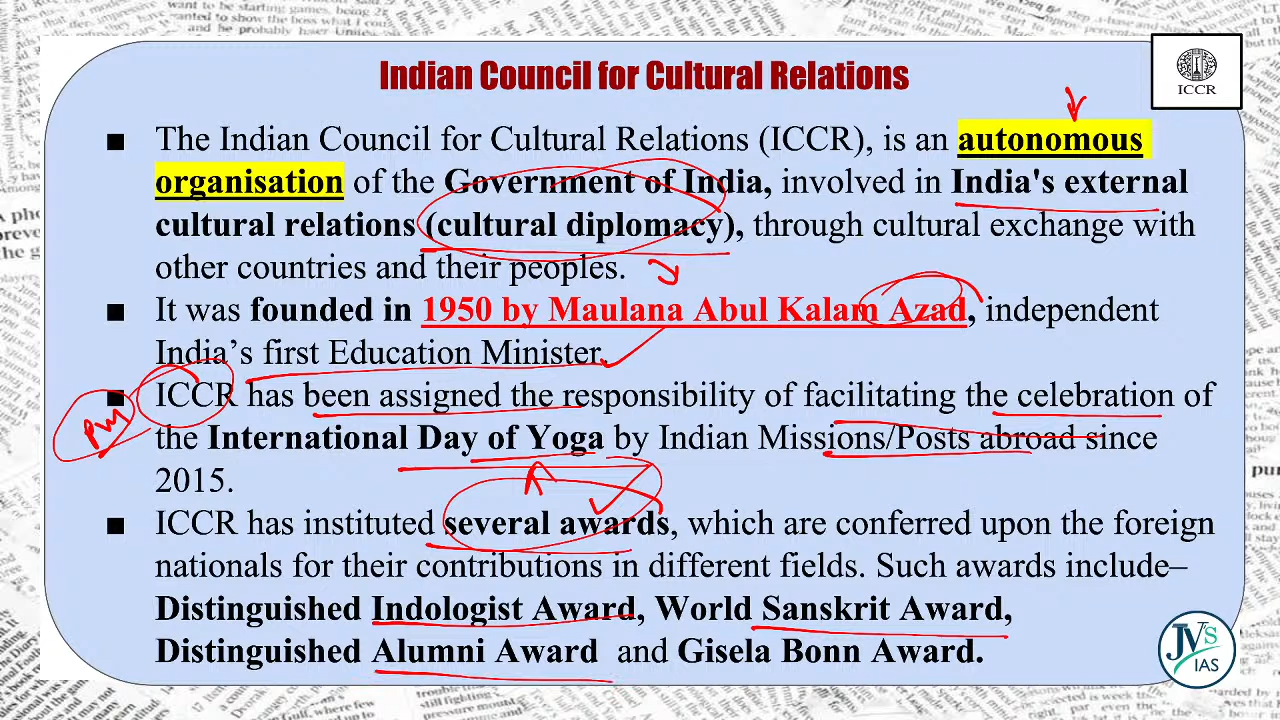 Indian Council for Cultural Relations
ICCR
■ The Indian Council for Cultural Relations (ICCR), is an autonomous
organisation of the Government of India, involved in India's external
cultural relations (cultural diplomacy), through cultural exchange with
other countries and their peoples.
■ It was founded in 1950 by Maulana Abul Kalam Azad, independent
India’s first Education Minister.
■ ICCR has been assigned the responsibility of facilitating the celebration of
the International Day of Yoga by Indian Missions/Posts abroad since
2015.
■ ICCR has instituted several awards, which are conferred upon the foreign
nationals for their contributions in different fields. Such awards include–
Distinguished Indologist Award, World Sanskrit Award,
Distinguished Alumni Award and Gisela Bonn Award.
JV'S
IAS